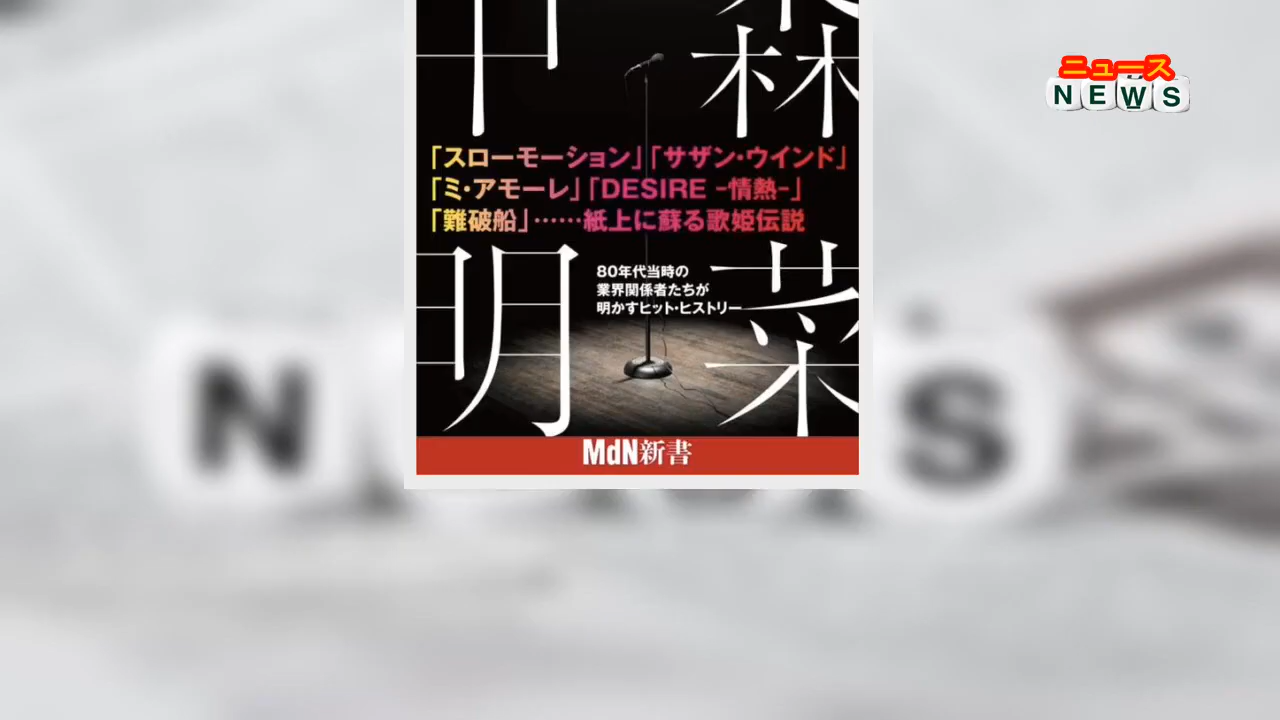 中森
明菜
「スローモーション」「サザン・ウインド」
「ミ・アモーレ」「DESIRE -情熱-」
「難破船」……紙上に蘇る歌姫伝説
80年代当時の
業界関係者たちが
明かすヒット・ヒストリー
MdN新書
ニュース
NEWS
N
S